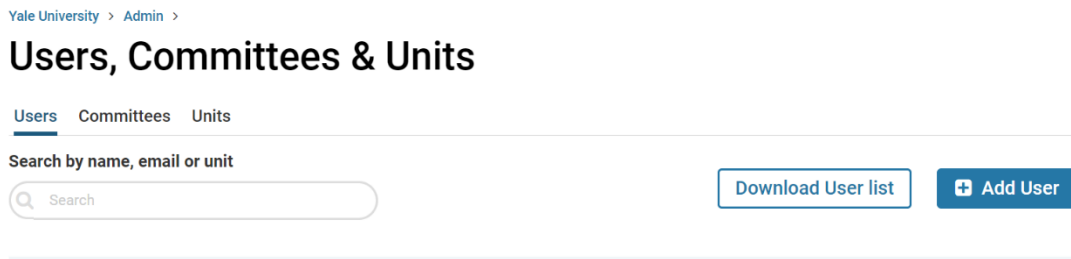 Yale University > Admin >
Users, Committees & Units
Users Committees Units
Search by name, email or unit
Search
Download User list
Add User